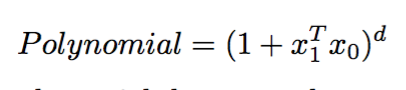 Polynomial = (1 + x_1^T x_0)^d